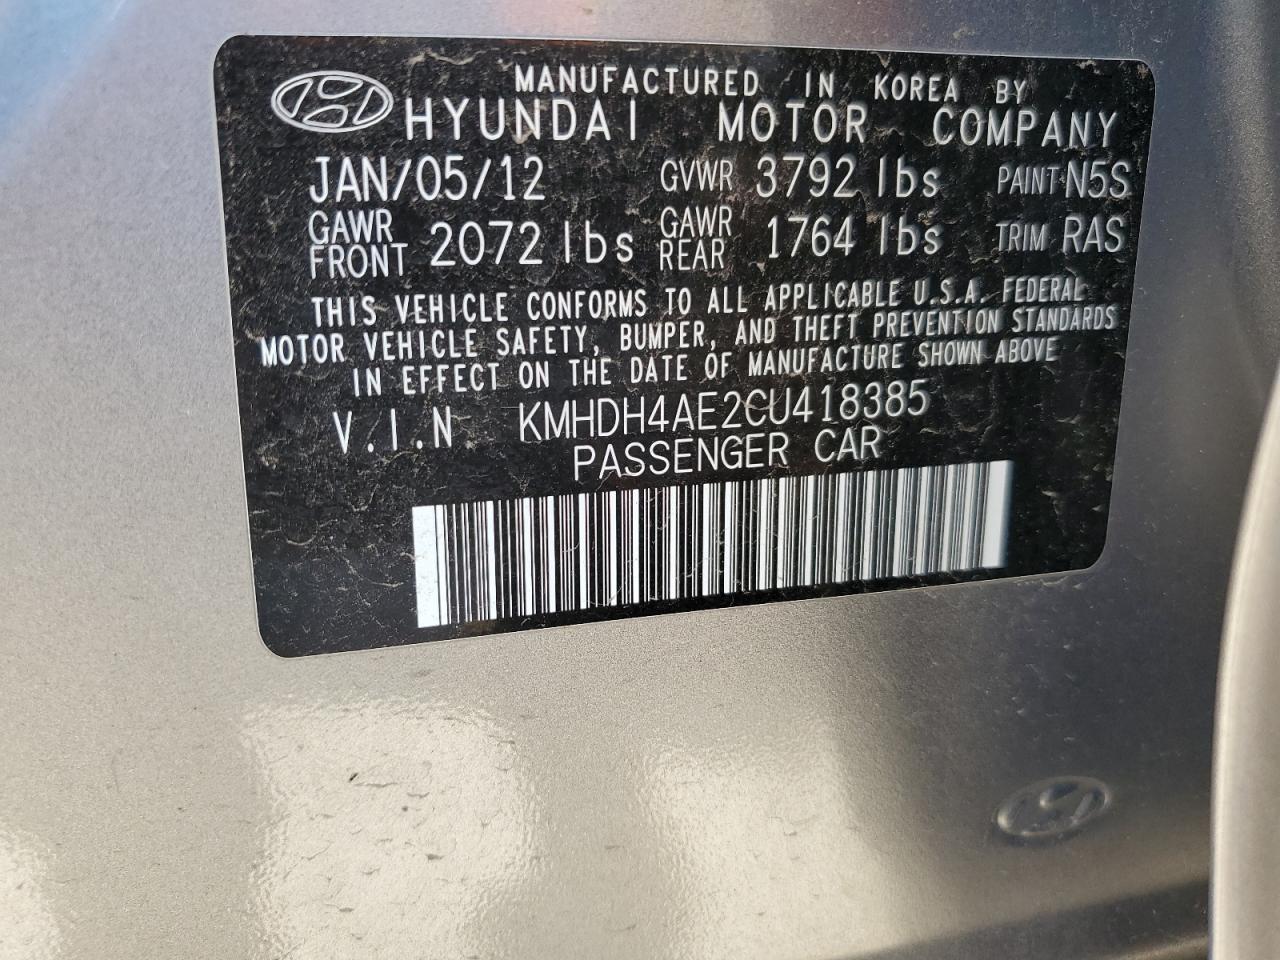 MANUFACTURED IN KOREA BY
HYUNDAI MOTOR COMPANY
JAN/05/12 GVWR 3792 lbs PAINT N5S
GAWR FRONT 2072 lbs GAWR REAR 1764 lbs TRIM RAS
THIS VEHICLE CONFORMS TO ALL APPLICABLE U.S.A. FEDERAL
MOTOR VEHICLE SAFETY, BUMPER, AND THEFT PREVENTION STANDARDS
IN EFFECT ON THE DATE OF MANUFACTURE SHOWN ABOVE
V.I.N KMHDH4AE2CU418385
PASSENGER CAR